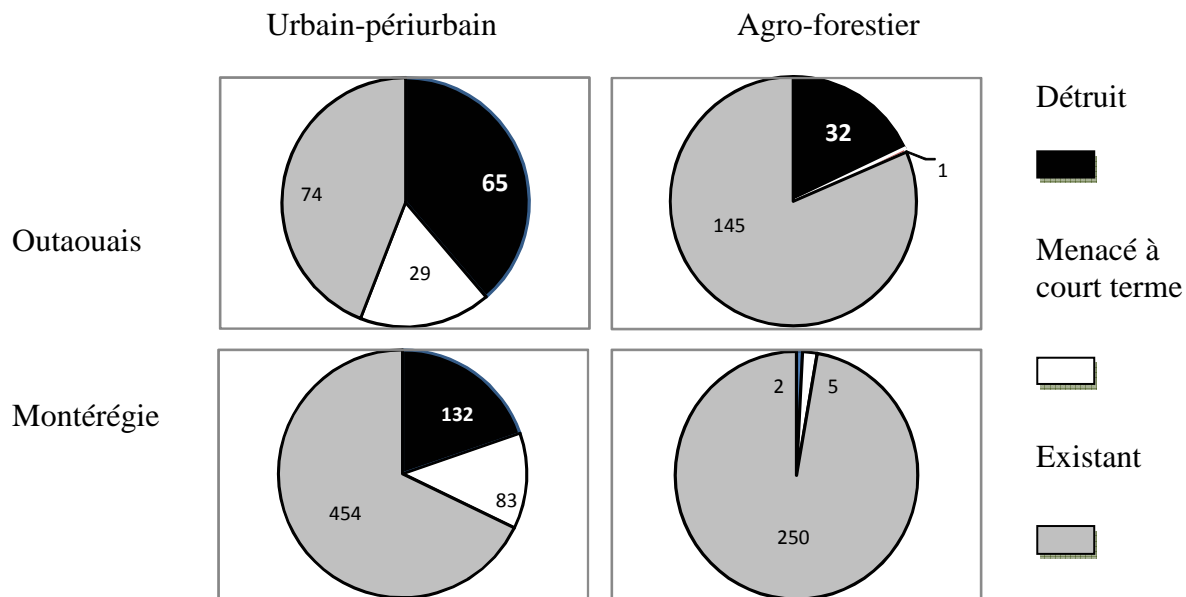 Urbain-périurbain
Agro-forestier
Outaouais
65
29
74
32
1
145
Montérégie
132
83
454
2
5
250
Détruit
Menacé à
court terme
Existant